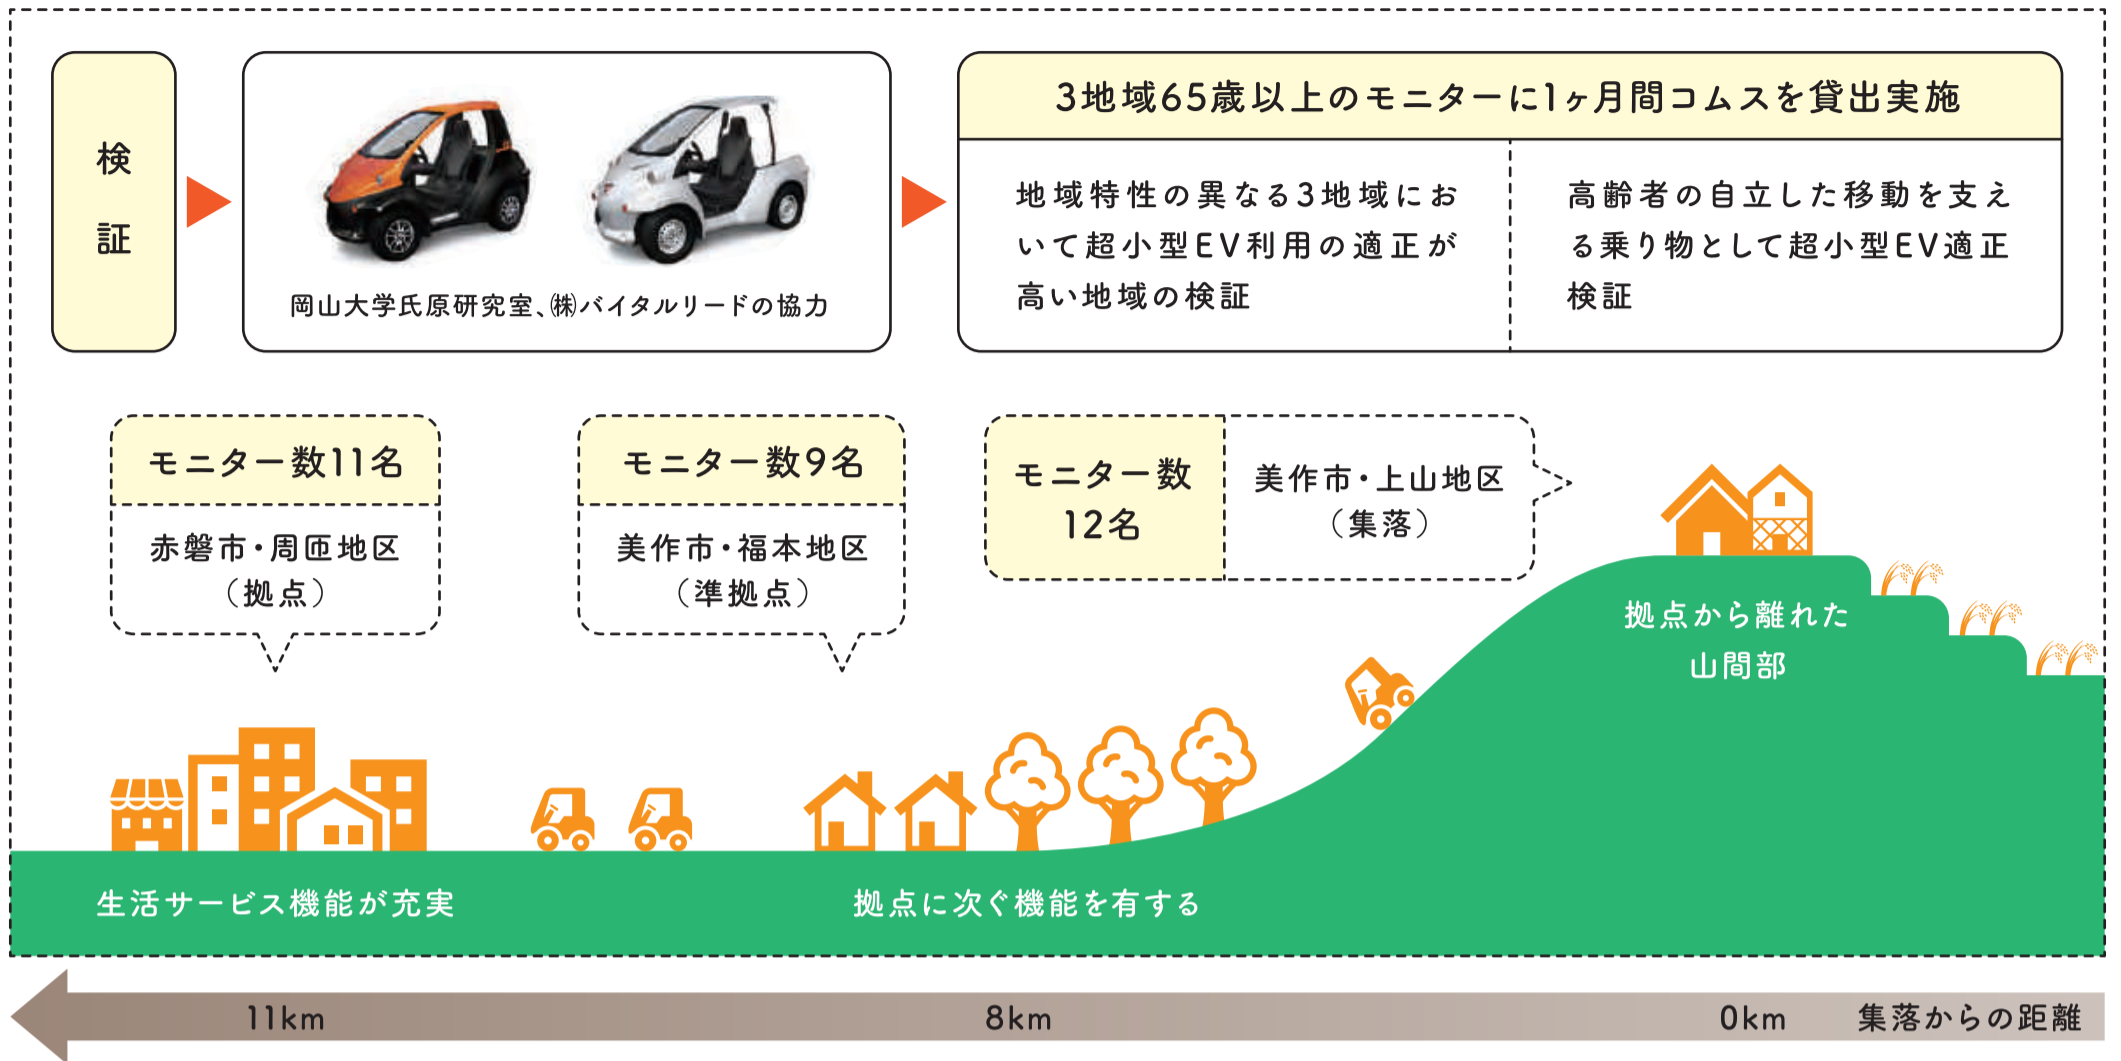 検
証
岡山大学氏原研究室、㈱バイタルリードの協力
3地域65歳以上のモニターに1ヶ月間コムスを貸出実施
地域特性の異なる3地域にお
いて超小型EV利用の適正が
高い地域の検証
高齢者の自立した移動を支え
る乗り物として超小型EV適正
検証
モニター数11名
赤磐市・周匝地区
（拠点）
モニター数9名
美作市・福本地区
（準拠点）
モニター数
12名
美作市・上山地区
（集落）
拠点から離れた
山間部
生活サービス機能が充実
拠点に次ぐ機能を有する
11km
8km
0km
集落からの距離